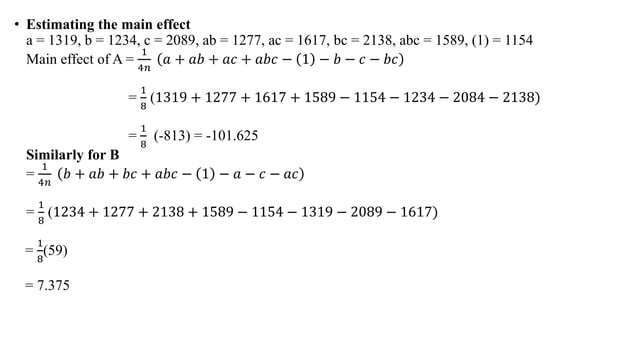 • Estimating the main effect
a = 1319, b = 1234, c = 2089, ab = 1277, ac = 1617, bc = 2138, abc = 1589, (1) = 1154
Main effect of A = 1/4n (a + ab + ac + abc − (1) − b − c − bc)
= 1/8 (1319 + 1277 + 1617 + 1589 − 1154 − 1234 − 2084 − 2138)
= 1/8 (-813) = -101.625
Similarly for B
= 1/4n (b + ab + bc + abc − (1) − a − c − ac)
= 1/8 (1234 + 1277 + 2138 + 1589 − 1154 − 1319 − 2089 − 1617)
= 1/8 (59)
= 7.375